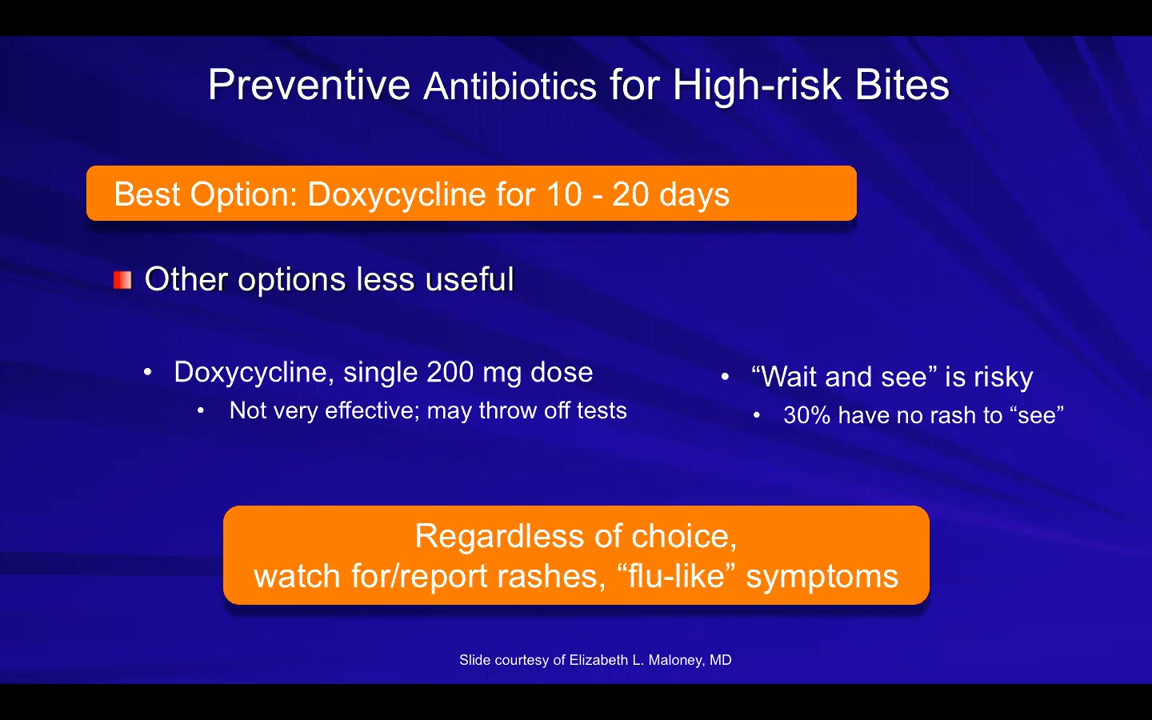 Preventive Antibiotics for High-risk Bites
Best Option: Doxycycline for 10 - 20 days
Other options less useful
• Doxycycline, single 200 mg dose
• Not very effective; may throw off tests
• “Wait and see” is risky
• 30% have no rash to “see”
Regardless of choice,
watch for/report rashes, “flu-like” symptoms
Slide courtesy of Elizabeth L. Maloney, MD